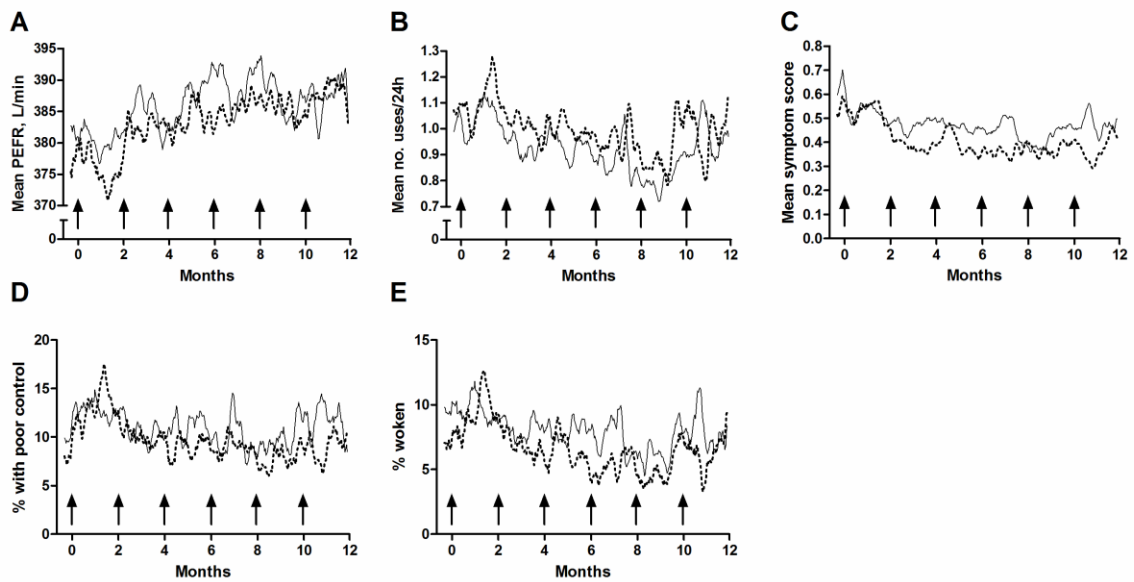 A
Mean PEFR, L/min
395
390
385
380
375
370
0
0 2 4 6 8 10 12
Months
B
Mean no. uses/24h
1.3
1.2
1.1
1.0
0.9
0.8
0.7
0
0 2 4 6 8 10 12
Months
C
Mean symptom score
0.8
0.7
0.6
0.5
0.4
0.3
0.2
0.1
0.0
0 2 4 6 8 10 12
Months
D
% with poor control
20
15
10
5
0
0 2 4 6 8 10 12
Months
E
% woken
15
10
5
0
0 2 4 6 8 10 12
Months